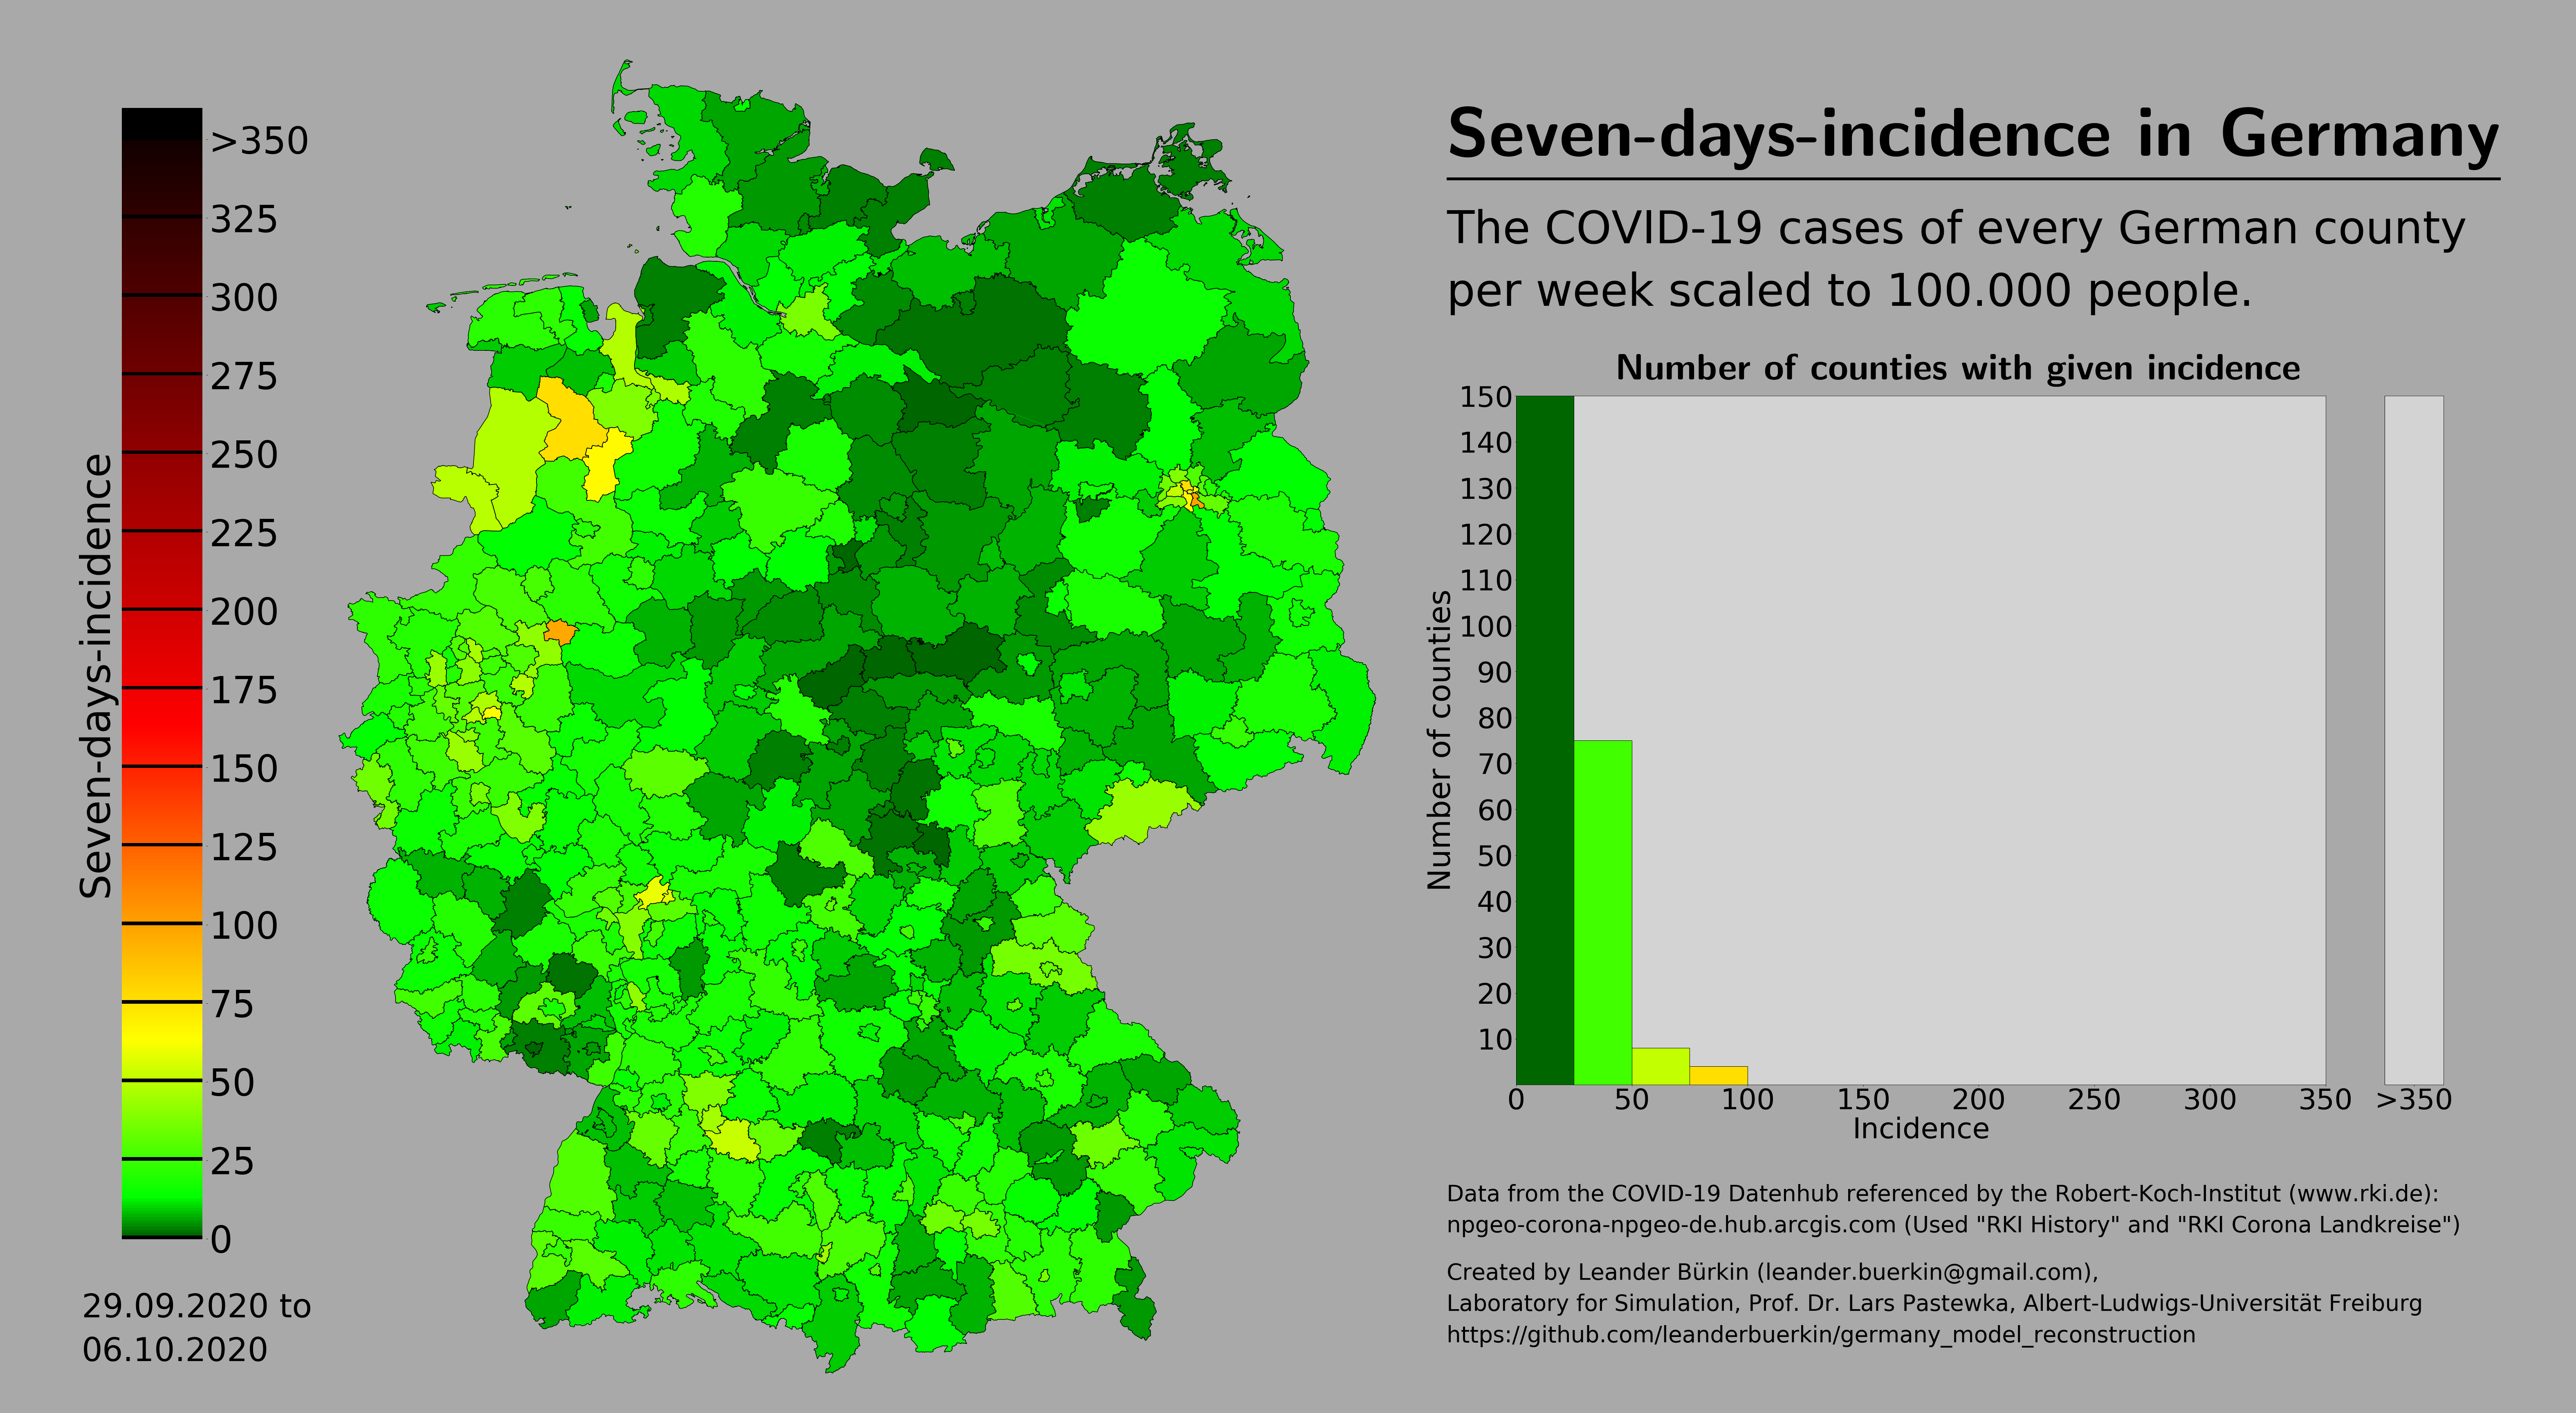 Seven-days-incidence in Germany
The COVID-19 cases of every German county
per week scaled to 100.000 people.
Seven-days-incidence
>350
325
300
275
250
225
200
175
150
125
100
75
50
25
0
29.09.2020 to
06.10.2020
Number of counties with given incidence
Number of counties
150
140
130
120
110
100
90
80
70
60
50
40
30
20
10
0 50 100 150 200 250 300 350 >350
Incidence
Data from the COVID-19 Datenhub referenced by the Robert-Koch-Institut (www.rki.de):
npgeo-corona-npgeo-de.hub.arcgis.com (Used "RKI History" and "RKI Corona Landkreise")
Created by Leander Bürkin (leander.buerkin@gmail.com),
Laboratory for Simulation, Prof. Dr. Lars Pastewka, Albert-Ludwigs-Universität Freiburg
https://github.com/leanderbuerkin/germany_model_reconstruction